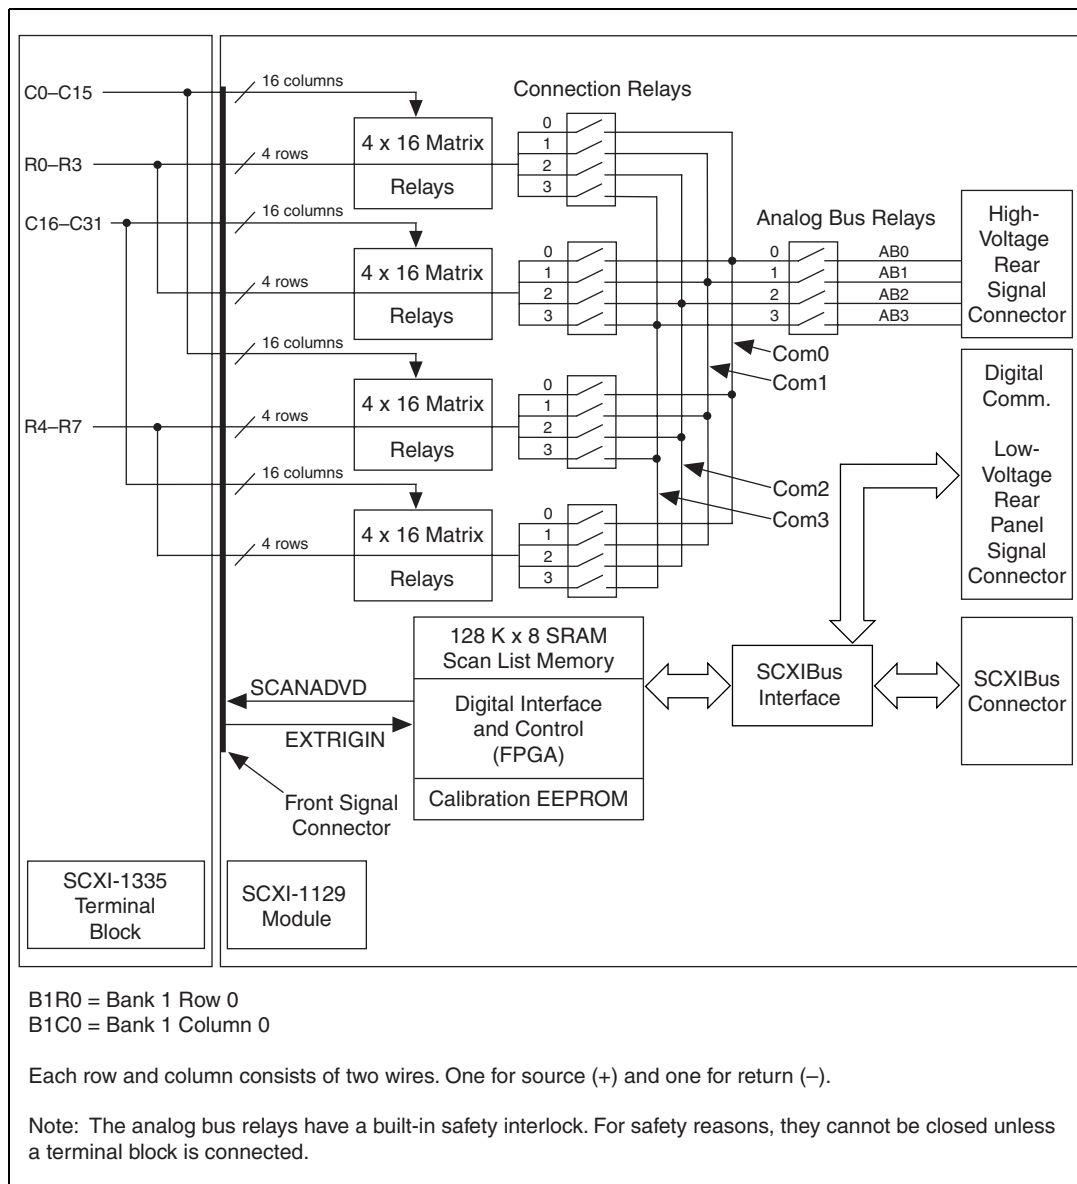 C0–C15
R0–R3
C16–C31
R4–R7
16 columns
4 rows
16 columns
4 rows
16 columns
4 rows
16 columns
4 rows
4 x 16 Matrix
Relays
4 x 16 Matrix
Relays
4 x 16 Matrix
Relays
4 x 16 Matrix
Relays
Connection Relays
0
1
2
3
0
1
2
3
0
1
2
3
0
1
2
3
Analog Bus Relays
0
1
2
3
AB0
AB1
AB2
AB3
Com0
Com1
Com2
Com3
High-
Voltage
Rear
Signal
Connector
Digital
Comm.
Low-
Voltage
Rear
Panel
Signal
Connector
SCANADVD
EXTRIGIN
Front Signal
Connector
128 K x 8 SRAM
Scan List Memory
Digital Interface
and Control
(FPGA)
Calibration EEPROM
SCXIBus
Interface
SCXIBus
Connector
SCXI-1335
Terminal
Block
SCXI-1129
Module
B1R0 = Bank 1 Row 0
B1C0 = Bank 1 Column 0
Each row and column consists of two wires. One for source (+) and one for return (–).
Note: The analog bus relays have a built-in safety interlock. For safety reasons, they cannot be closed unless
a terminal block is connected.